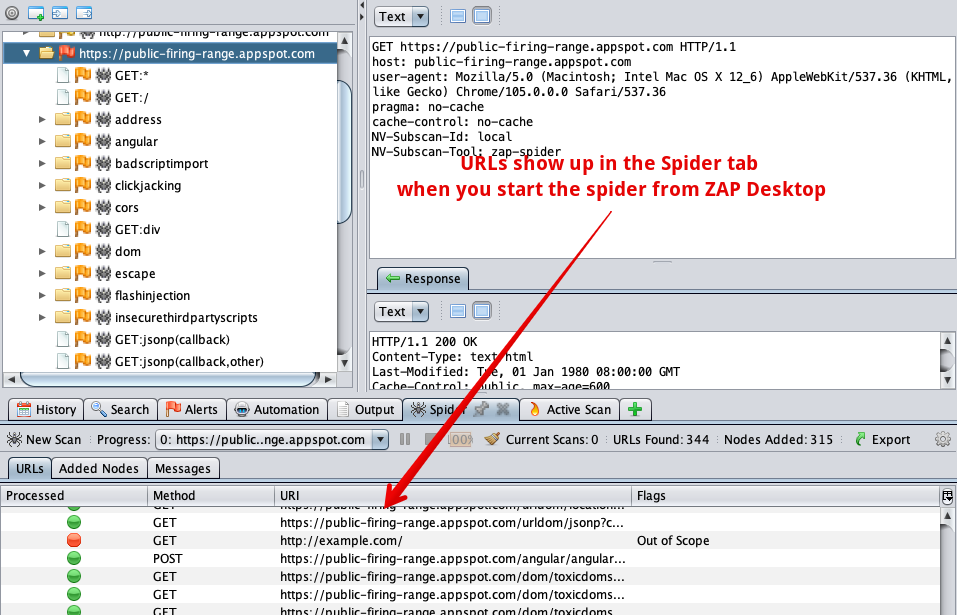 http://public-firing-range.appspot.com
https://public-firing-range.appspot.com
GET:*
GET:/
address
angular
badscriptimport
clickjacking
cors
GET:div
dom
escape
flashinjection
insecurethirdpartyscripts
GET:jsonp(callback)
GET:jsonp(callback,other)
Text
GET https://public-firing-range.appspot.com HTTP/1.1
host: public-firing-range.appspot.com
user-agent: Mozilla/5.0 (Macintosh; Intel Mac OS X 12_6) AppleWebKit/537.36 (KHTML,
like Gecko) Chrome/105.0.0.0 Safari/537.36
pragma: no-cache
cache-control: no-cache
NV-Subscan-Id: local
NV-Subscan-Tool: zap-spider
URLs show up in the Spider tab
when you start the spider from ZAP Desktop
Response
Text
HTTP/1.1 200 OK
Content-Type: text/html
Last-Modified: Tue, 01 Jan 1980 08:00:00 GMT
Cache-Control: public, max-age=600
History Search Alerts Automation Output Spider Active Scan
New Scan Progress: 0: https://public..nge.appspot.com 100% Current Scans: 0 URLs Found: 344 Nodes Added: 315 Export
URLs Added Nodes Messages
Processed Method URI Flags
GET https://public-firing-range.appspot.com/urldom/location...
GET https://public-firing-range.appspot.com/urldom/jsonp?c...
GET http://example.com/ Out of Scope
POST https://public-firing-range.appspot.com/angular/angular...
GET https://public-firing-range.appspot.com/dom/toxicdoms...
GET https://public-firing-range.appspot.com/dom/toxicdoms...
GET https://public-firing-range.appspot.com/dom/toxicdoms...